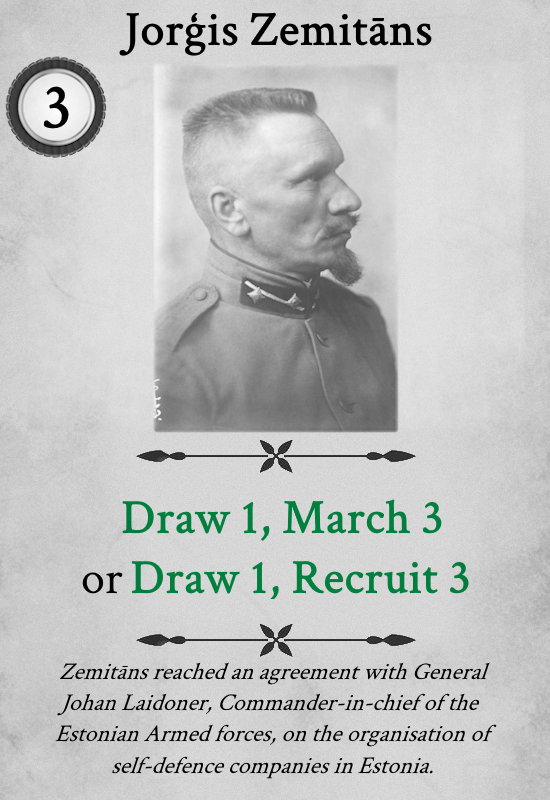 Jorģis Zemitāns
3
Draw 1, March 3
or Draw 1, Recruit 3
Zemitāns reached an agreement with General
Johan Laidoner, Commander-in-chief of the
Estonian Armed forces, on the organisation of
self-defence companies in Estonia.